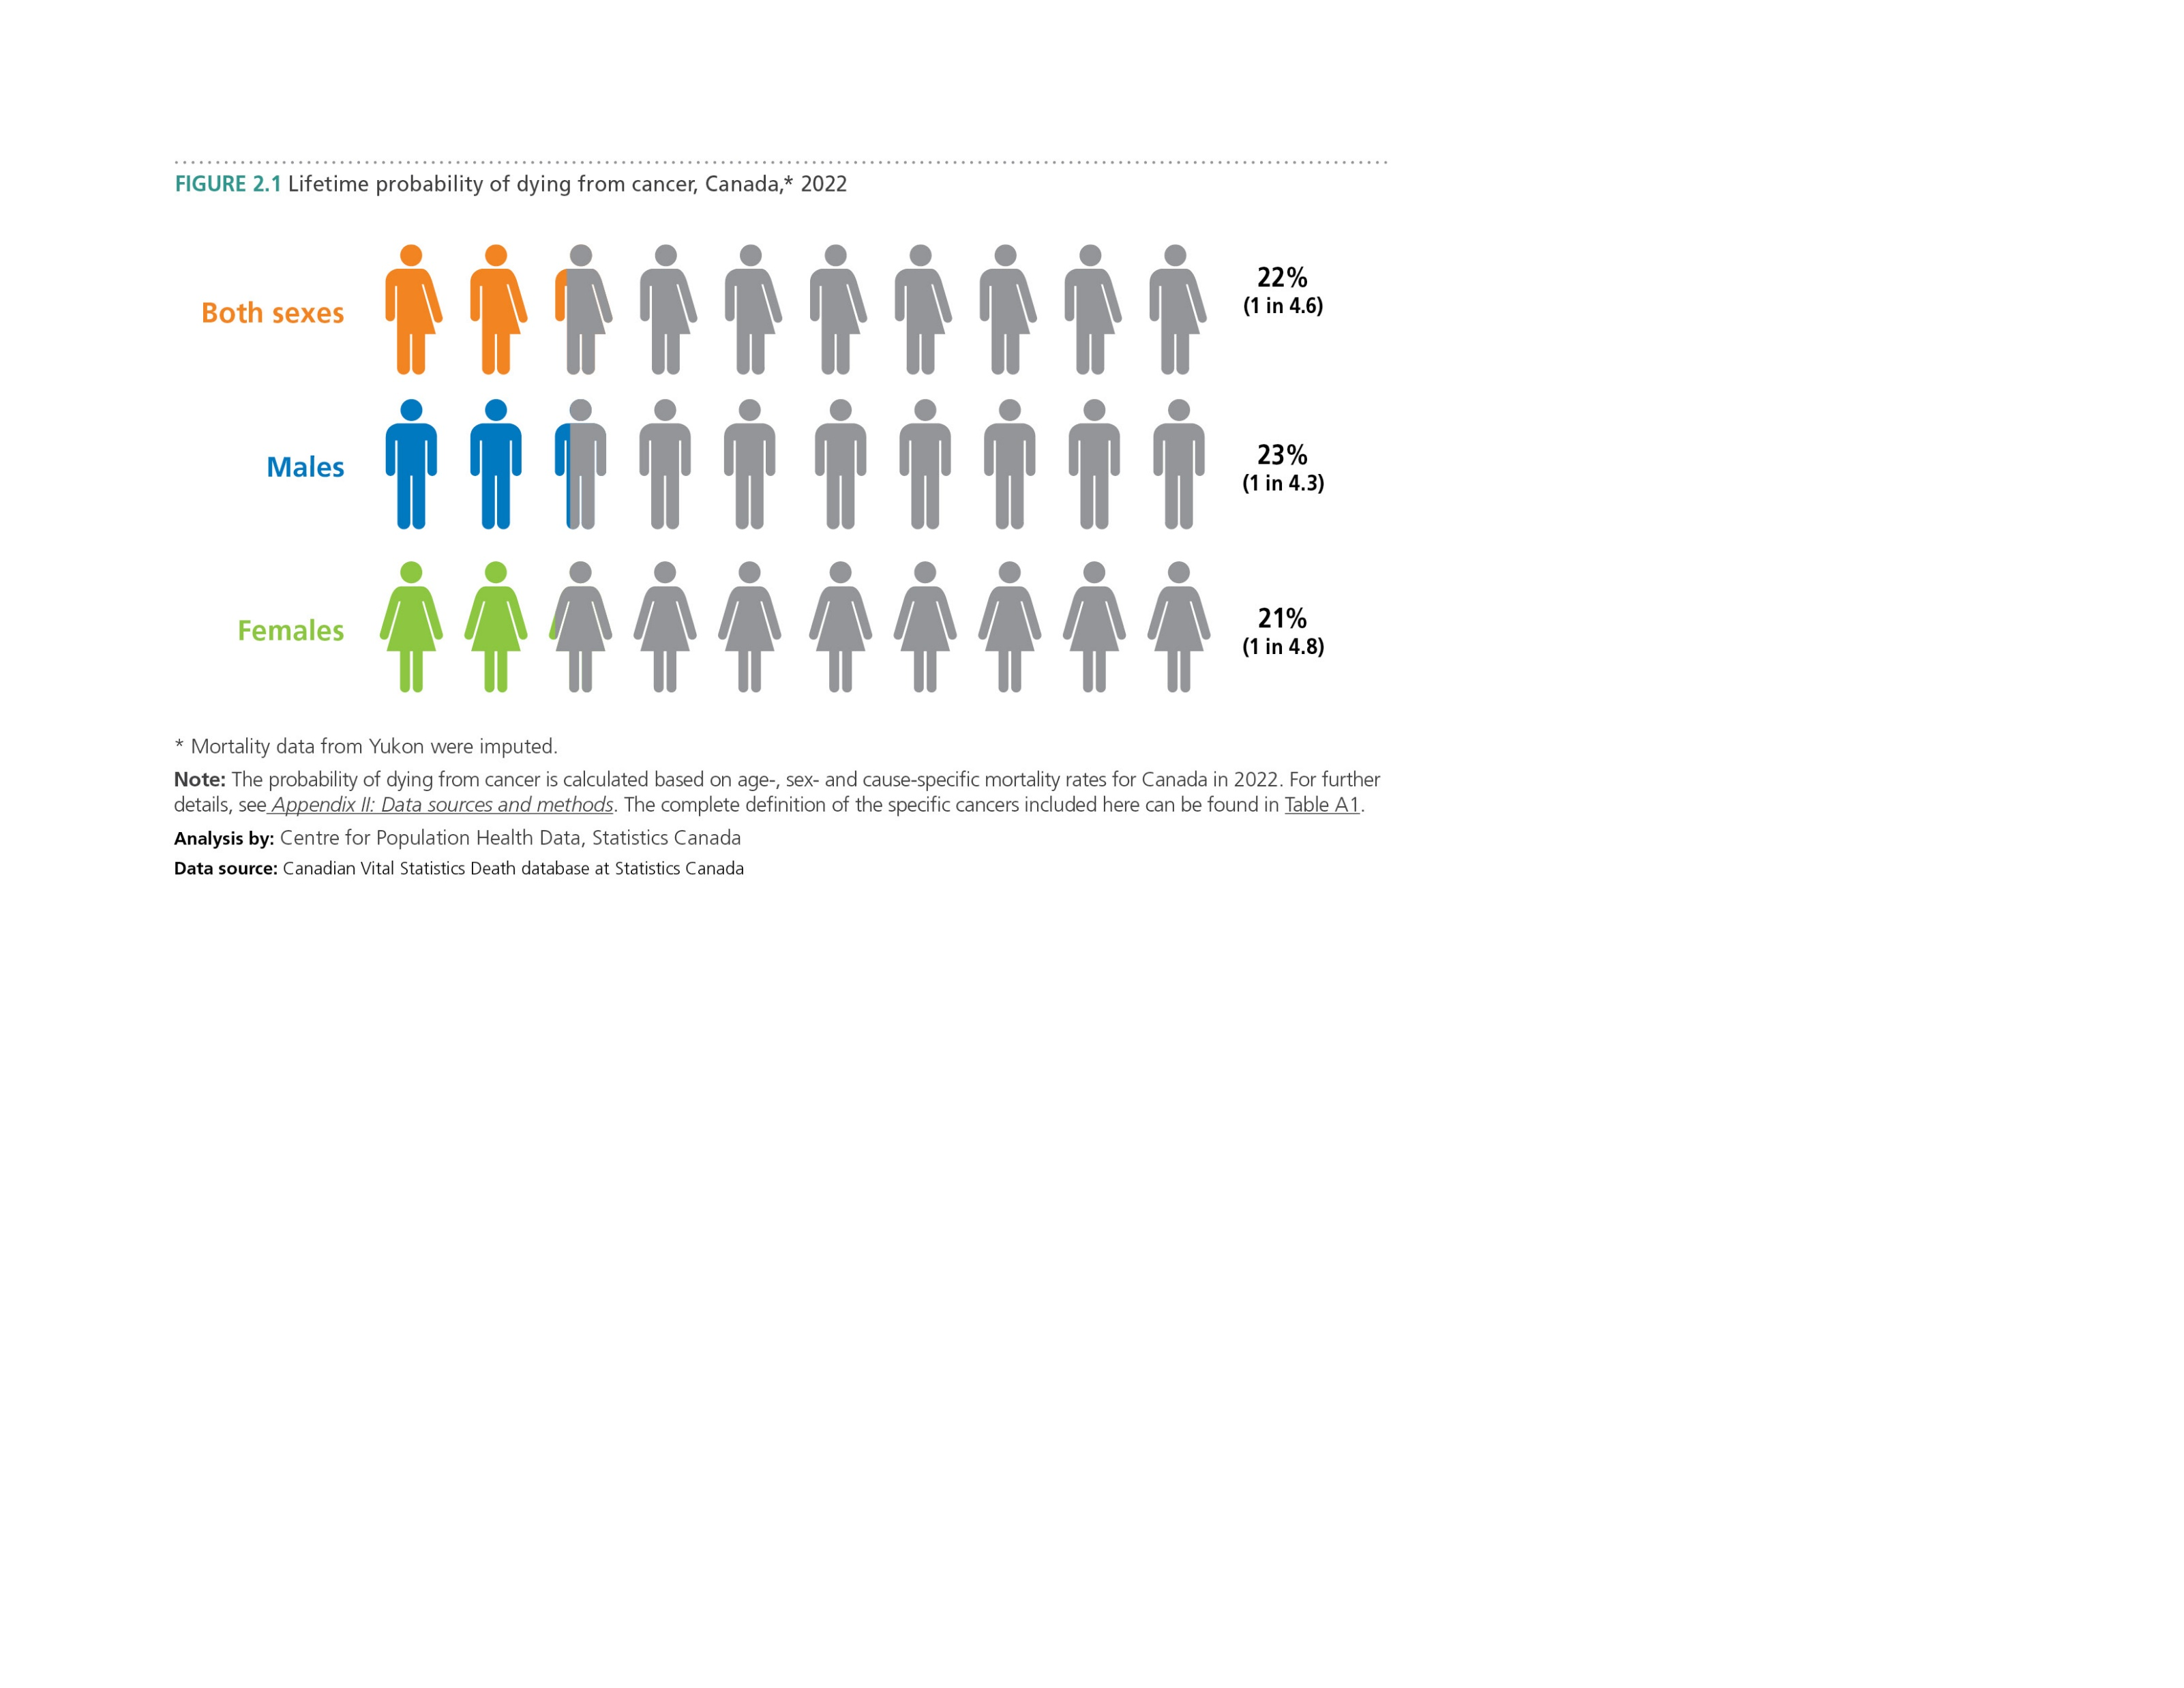 FIGURE 2.1 Lifetime probability of dying from cancer, Canada,* 2022
Both sexes
22%
(1 in 4.6)
Males
23%
(1 in 4.3)
Females
21%
(1 in 4.8)
* Mortality data from Yukon were imputed.
Note: The probability of dying from cancer is calculated based on age-, sex- and cause-specific mortality rates for Canada in 2022. For further
details, see Appendix II: Data sources and methods. The complete definition of the specific cancers included here can be found in Table A1.
Analysis by: Centre for Population Health Data, Statistics Canada
Data source: Canadian Vital Statistics Death database at Statistics Canada